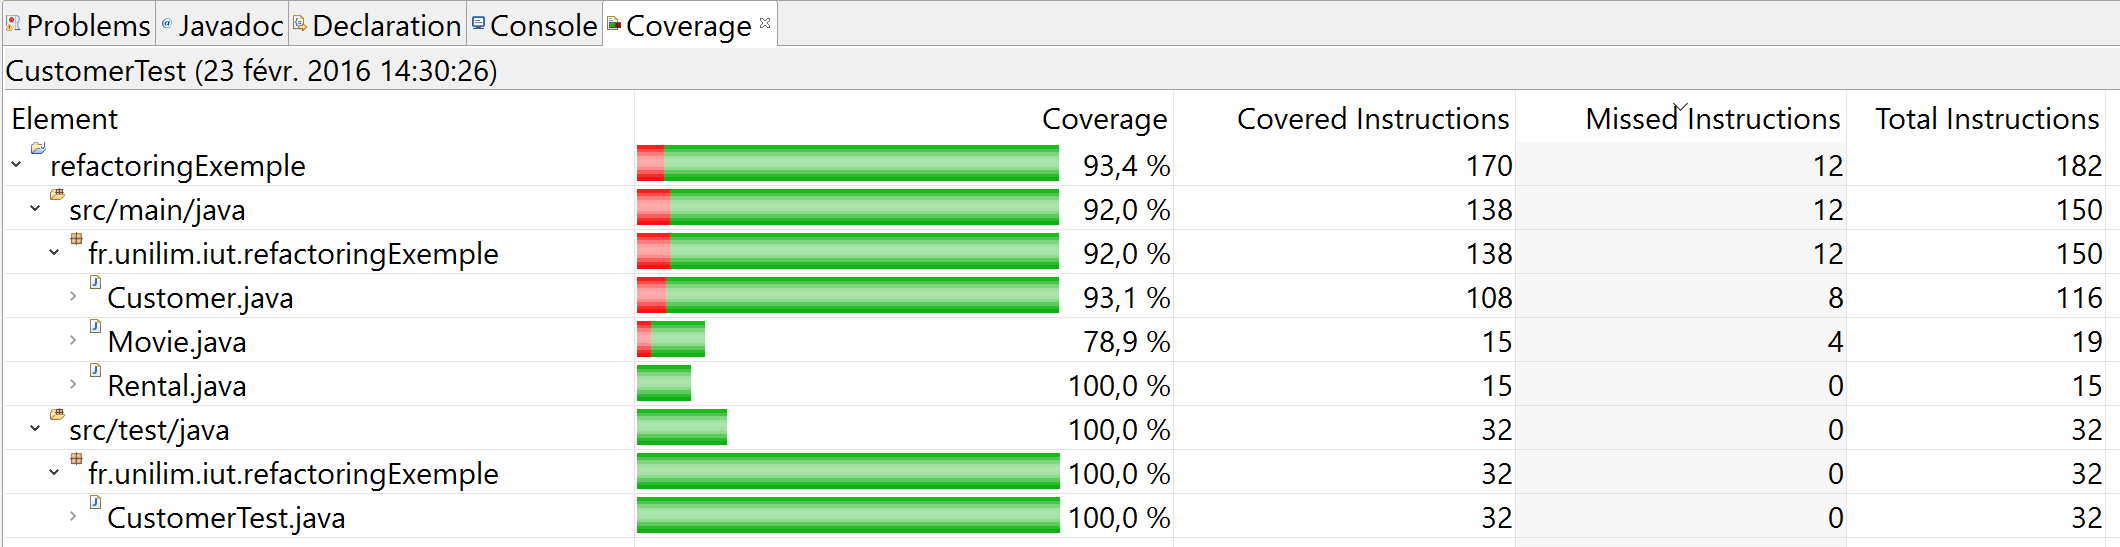 Problems Javadoc Declaration Console Coverage
CustomerTest (23 févr. 2016 14:30:26)
Element Coverage Covered Instructions Missed Instructions Total Instructions
refactoringExemple 93,4 % 170 12 182
src/main/java 92,0 % 138 12 150
fr.unilim.iut.refactoringExemple 92,0 % 138 12 150
Customer.java 93,1 % 108 8 116
Movie.java 78,9 % 15 4 19
Rental.java 100,0 % 15 0 15
src/test/java 100,0 % 32 0 32
fr.unilim.iut.refactoringExemple 100,0 % 32 0 32
CustomerTest.java 100,0 % 32 0 32